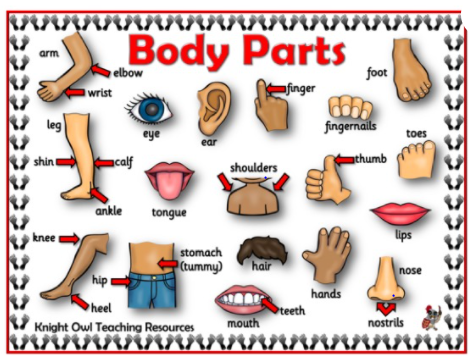 Body Parts
arm
elbow
wrist
eye
ear
finger
fingernails
foot
leg
shin
calf
ankle
tongue
shoulders
thumb
toes
lips
knee
heel
hip
stomach
(tummy)
hair
hands
nose
nostrils
mouth
teeth
Knight Owl Teaching Resources